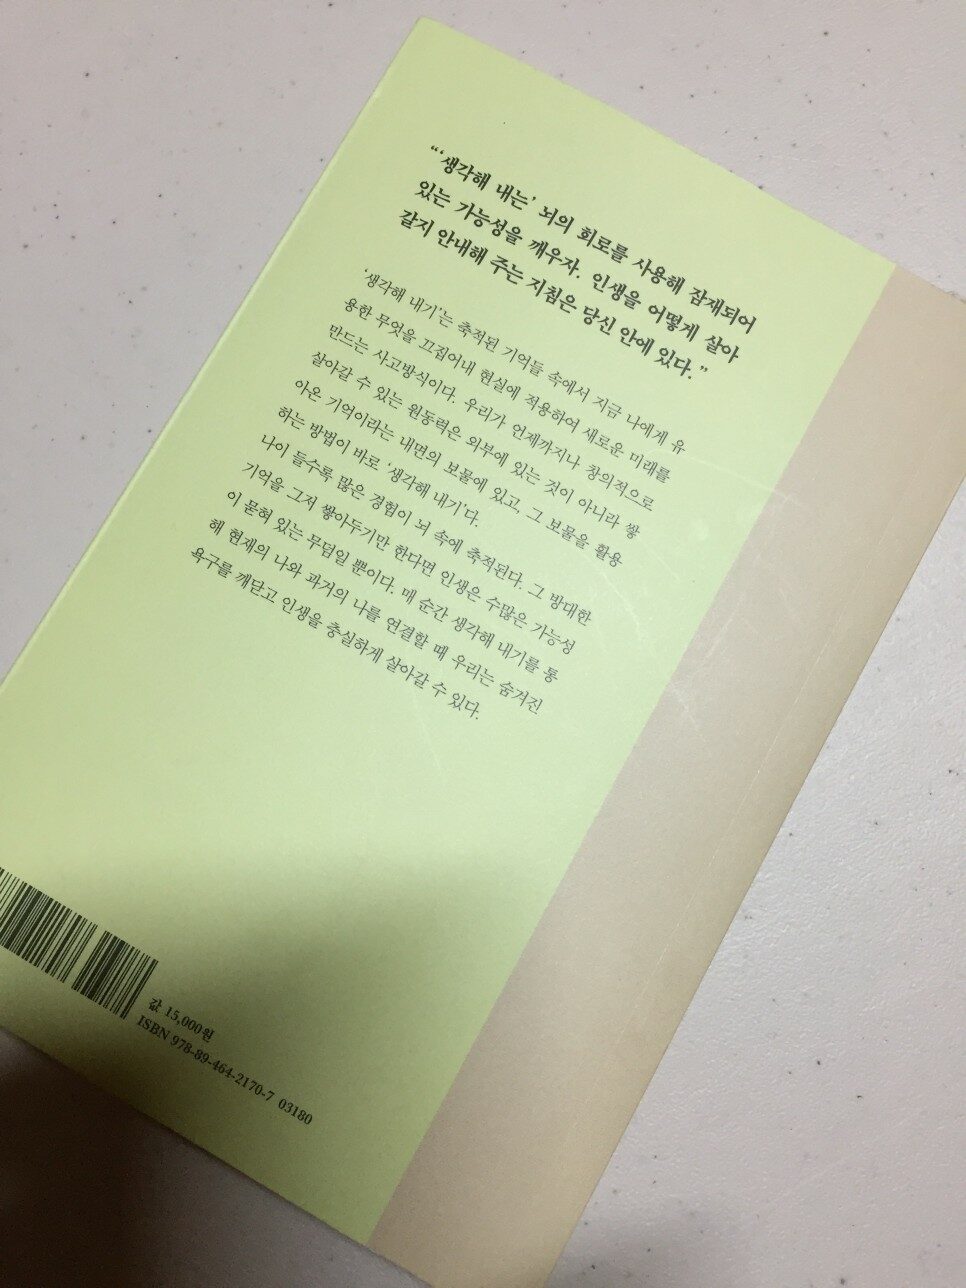 “‘생각해 내는’ 뇌의 회로를 사용해 잠재되어
있는 가능성을 깨우자. 인생을 어떻게 살아
갈지 안내해 주는 지침은 당신 안에 있다.”
‘생각해 내기’는 축적된 기억들 속에서 지금 나에게 유
용한 무엇을 끄집어내 현실에 적용하여 새로운 미래를
만드는 사고방식이다. 우리가 언제까지나 창의적으로
살아갈 수 있는 원동력은 외부에 있는 것이 아니라 쌓
아온 기억이라는 내면의 보물에 있고, 그 보물을 활용
하는 방법이 바로 ‘생각해 내기’다.
나이 들수록 많은 경험이 뇌 속에 축적된다. 그 방대한
기억을 그저 쌓아두기만 한다면 인생은 수많은 가능성
이 묻혀 있는 무덤일 뿐이다. 매 순간 생각해 내기를 통
해 현재의 나와 과거의 나를 연결할 때 우리는 숨겨진
욕구를 깨닫고 인생을 충실하게 살아갈 수 있다.
값 15,000원
ISBN 978-89-464-2170-7 03180